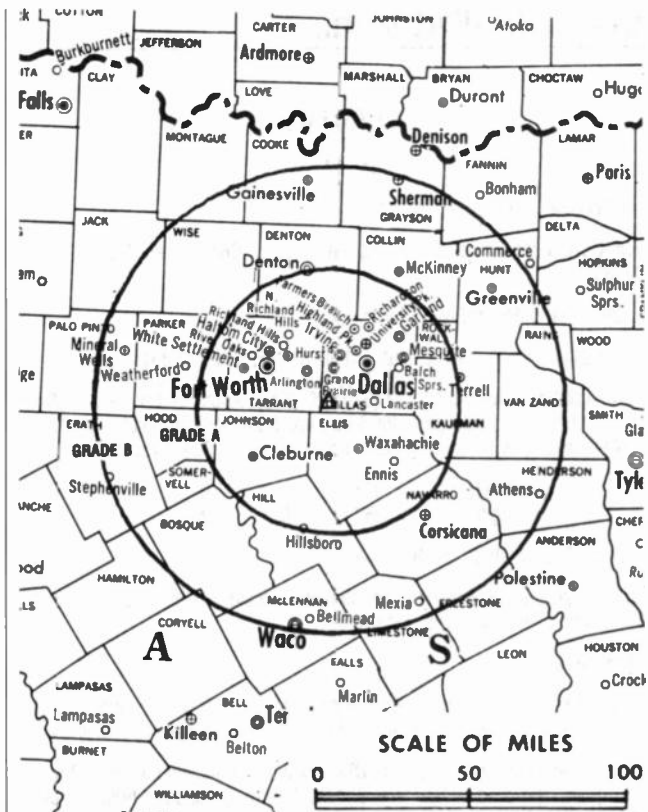 COTTON
CARTER
JOHNSTON
Atoka
Burkburnett
JEFFERSON
Ardmore
CLAY
MARSHALL
BRYAN
CHOCTAW
Falls
LOVE
Duront
MONTAGUE
COOKE
Denison
LAMAR
FANNIN
Paris
Gainesville
Sherman
Bonham
GRAYSON
JACK
WISE
DENTON
COLLIN
DELTA
Denton
McKinney
Commerce
HUNT
HOPKINS
Greenville
Sulphur
Sprs.
Farmers Branch
Richardson
Highland Pk.
University Pk.
Garland
N.
Richland
Hills
Richland Hills
Irving
Haltom City
River
Oaks
Hurst
PALO PINTO
PARKER
ROCK-
WALL
RAINS
WOOD
Mineral
Wells
White Settlement
Mesquite
Weatherford
Balch
Sprs.
Fort Worth
Arlington
Grand
Prairie
Dallas
Terrell
TARRANT
DALLAS
Lancaster
VAN ZANDT
ERATH
HOOD
JOHNSON
ELLIS
KAUFMAN
SMITH
GRADE B
GRADE A
Waxahachie
Cleburne
Ennis
HENDERSON
Stephenville
SOMER-
VELL
HILL
NAVARRO
Athens
BOSQUE
Corsicana
Hillsboro
ANDERSON
HAMILTON
Palestine
McLENNAN
Mexia
FREESTONE
Bellmead
CORYELL
Waco
LIMESTONE
A
S
LEON
HOUSTON
FALLS
LAMPASAS
Marlin
BELL
Lampasas
Killeen
Belton
BURNET
SCALE OF MILES
WILLIAMSON
0 50 100